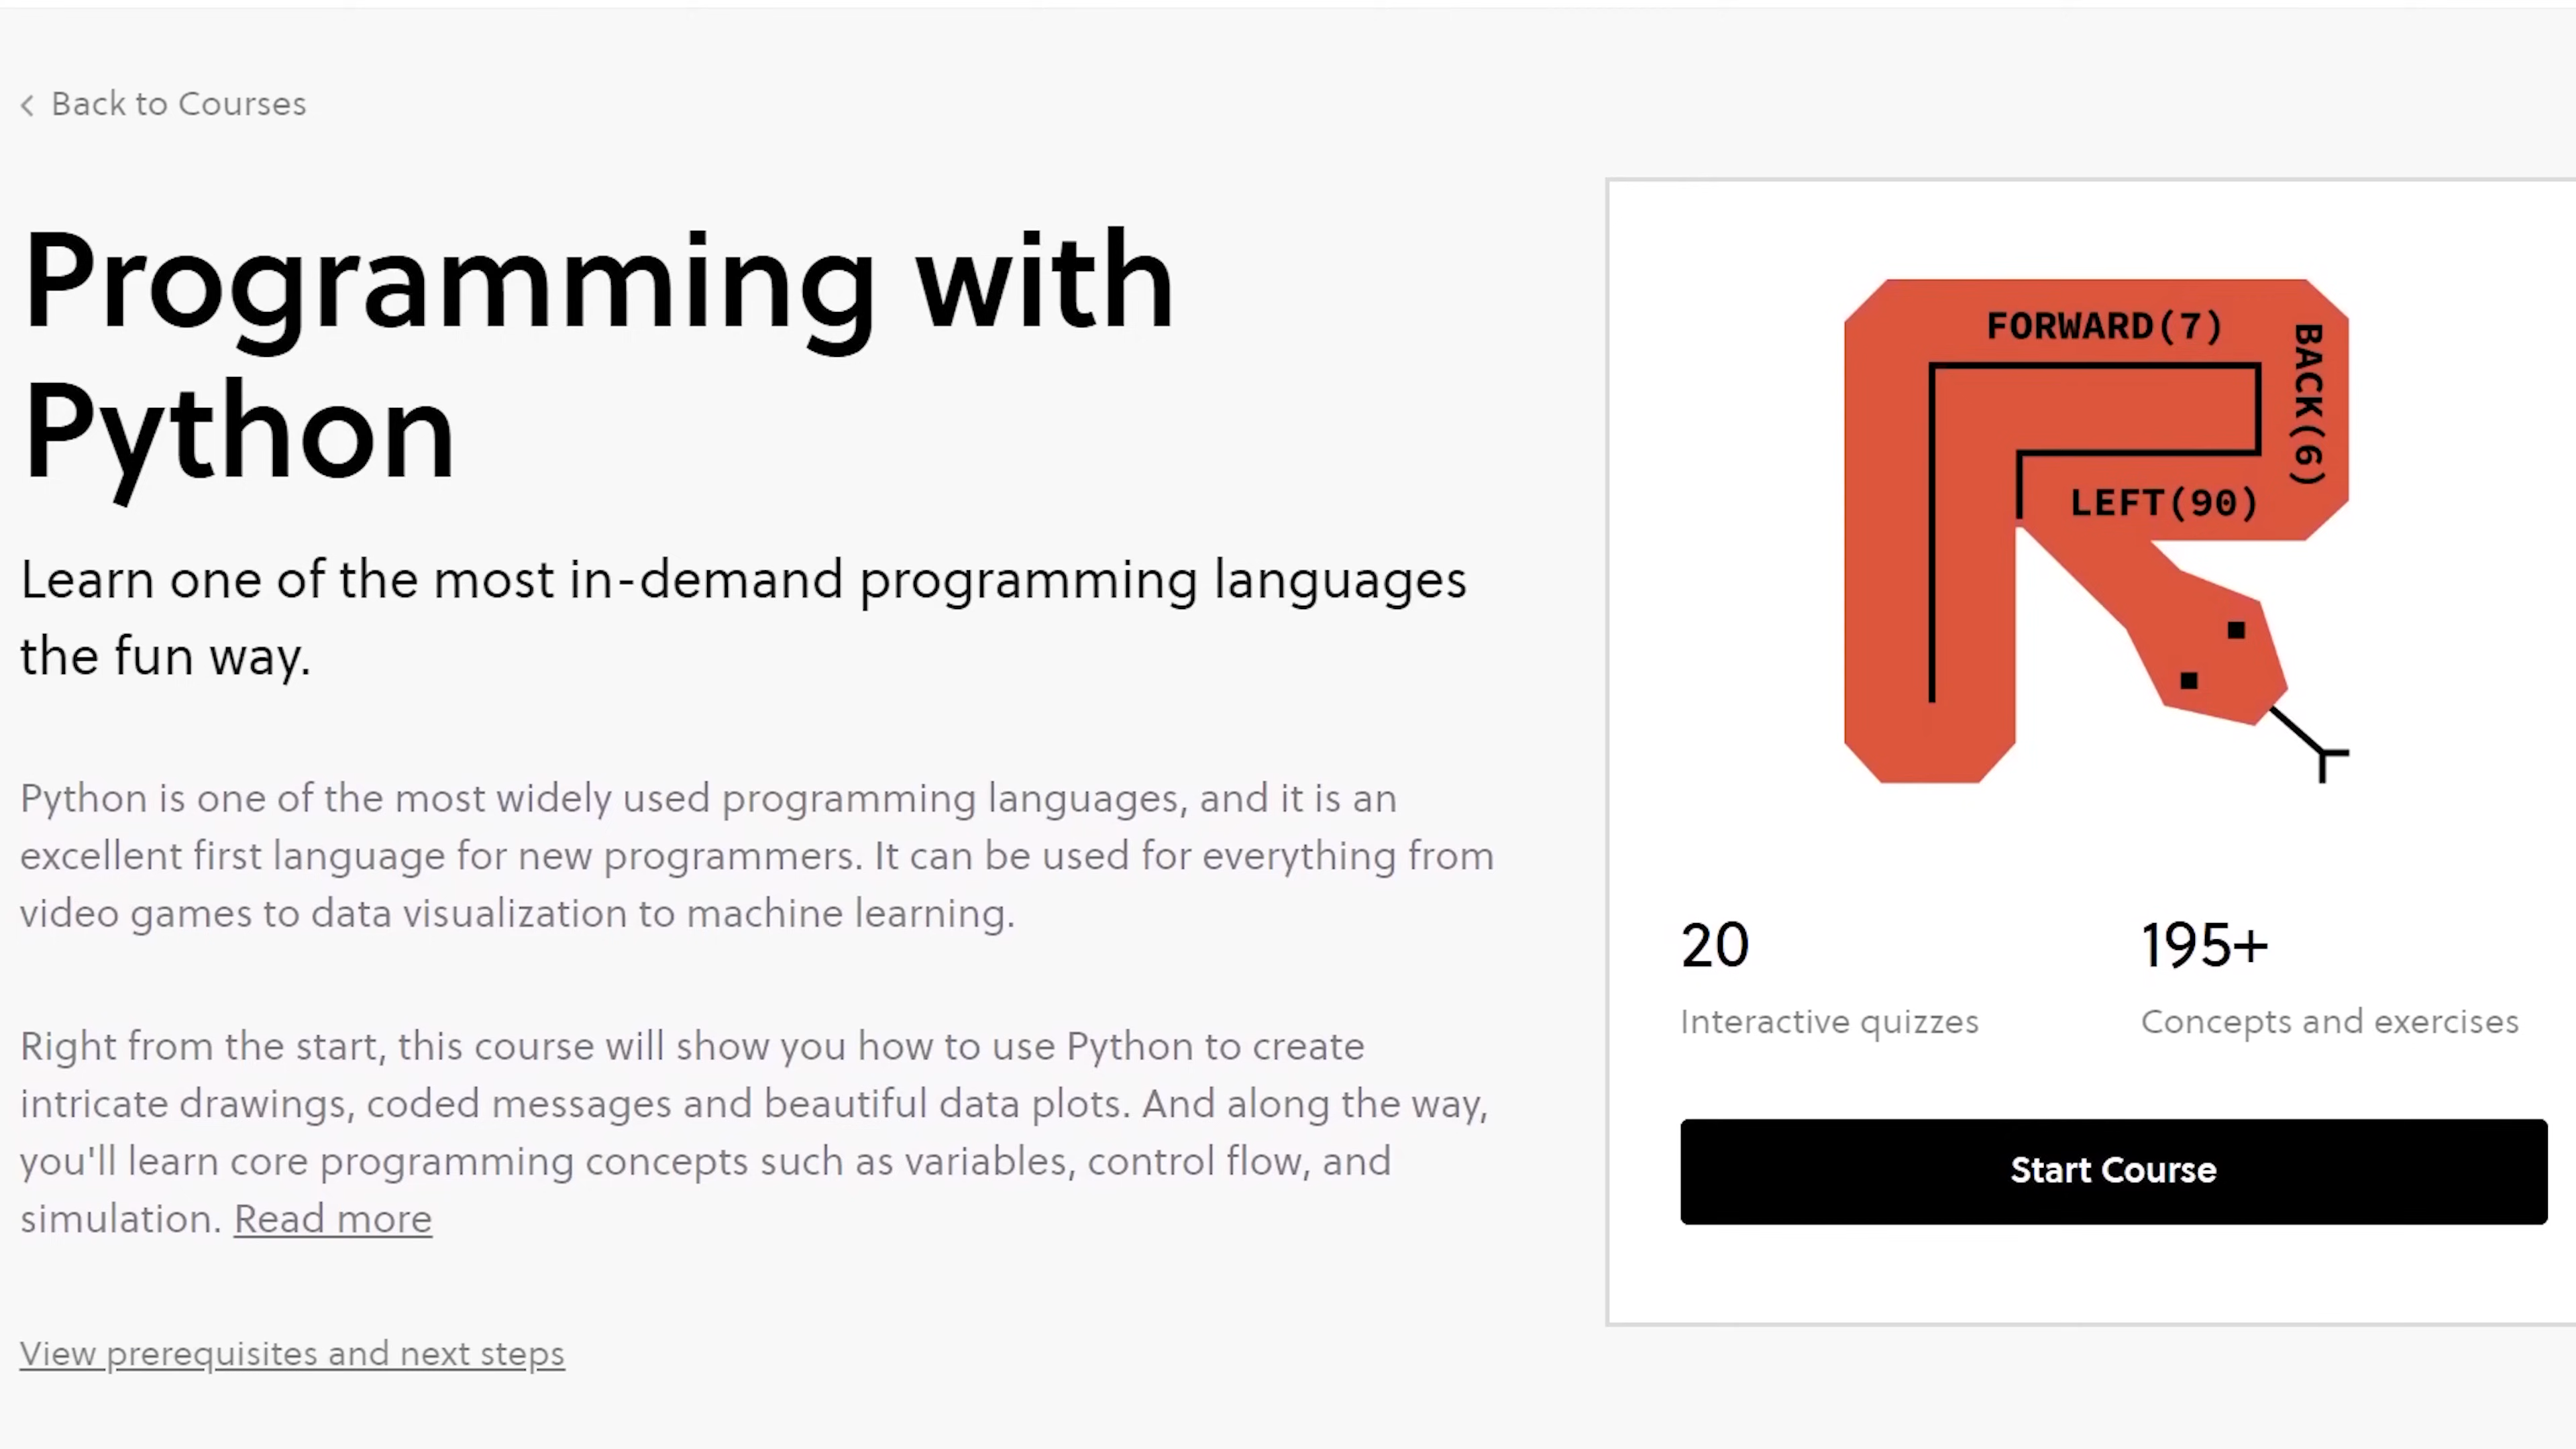 Back to Courses
Programming with
Python
Learn one of the most in-demand programming languages
the fun way.
Python is one of the most widely used programming languages, and it is an
excellent first language for new programmers. It can be used for everything from
video games to data visualization to machine learning.
Right from the start, this course will show you how to use Python to create
intricate drawings, coded messages and beautiful data plots. And along the way,
you'll learn core programming concepts such as variables, control flow, and
simulation. Read more
View prerequisites and next steps
FORWARD(7)
BACK(6)
LEFT(90)
20
Interactive quizzes
195+
Concepts and exercises
Start Course